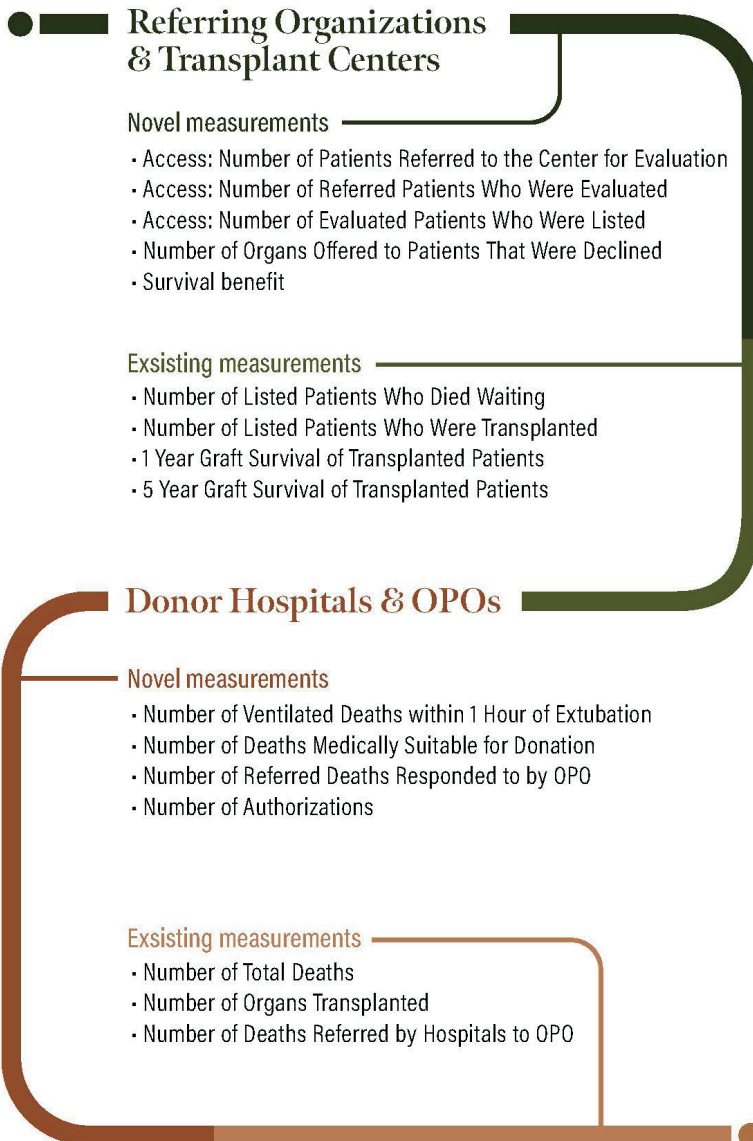 Referring Organizations
& Transplant Centers
Novel measurements
· Access: Number of Patients Referred to the Center for Evaluation
· Access: Number of Referred Patients Who Were Evaluated
· Access: Number of Evaluated Patients Who Were Listed
· Number of Organs Offered to Patients That Were Declined
· Survival benefit
Exsisting measurements
· Number of Listed Patients Who Died Waiting
· Number of Listed Patients Who Were Transplanted
· 1 Year Graft Survival of Transplanted Patients
· 5 Year Graft Survival of Transplanted Patients
Donor Hospitals & OPOs
Novel measurements
· Number of Ventilated Deaths within 1 Hour of Extubation
· Number of Deaths Medically Suitable for Donation
· Number of Referred Deaths Responded to by OPO
· Number of Authorizations
Exsisting measurements
· Number of Total Deaths
· Number of Organs Transplanted
· Number of Deaths Referred by Hospitals to OPO